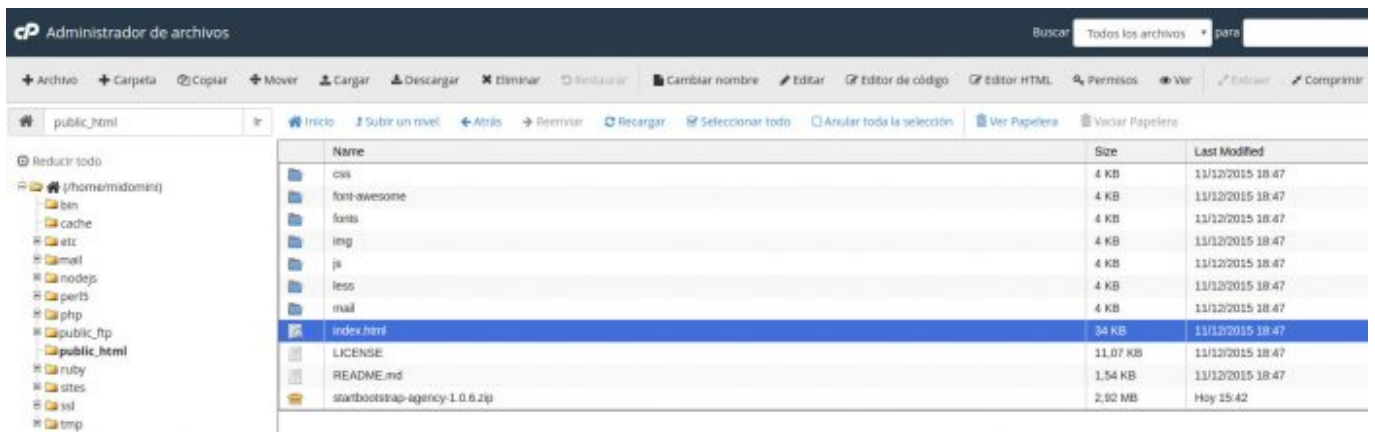 cP Administrador de archivos Buscar Todos los archivos para
Archivo Carpeta Copiar Mover Cargar Descargar Eliminar Restaurar Cambiar nombre Editar Editor de código Editor HTML Permisos Ver Extraer Comprimir
public_html Ir Inicio Subir un nivel Atrás Reenviar Recargar Seleccionar todo Anular toda la selección Ver Papelera Vaciar Papelera
Reducir todo
(/home/midomini)
bin
cache
etc
mail
nodejs
perl5
php
public_ftp
public_html
ruby
sites
ssl
tmp
Name Size Last Modified
css 4 KB 11/12/2015 18:47
font-awesome 4 KB 11/12/2015 18:47
fonts 4 KB 11/12/2015 18:47
img 4 KB 11/12/2015 18:47
js 4 KB 11/12/2015 18:47
less 4 KB 11/12/2015 18:47
mail 4 KB 11/12/2015 18:47
index.html 34 KB 11/12/2015 18:47
LICENSE 11,07 KB 11/12/2015 18:47
README.md 1,54 KB 11/12/2015 18:47
startbootstrap-agency-1.0.6.zip 2,92 MB Hoy 15:42